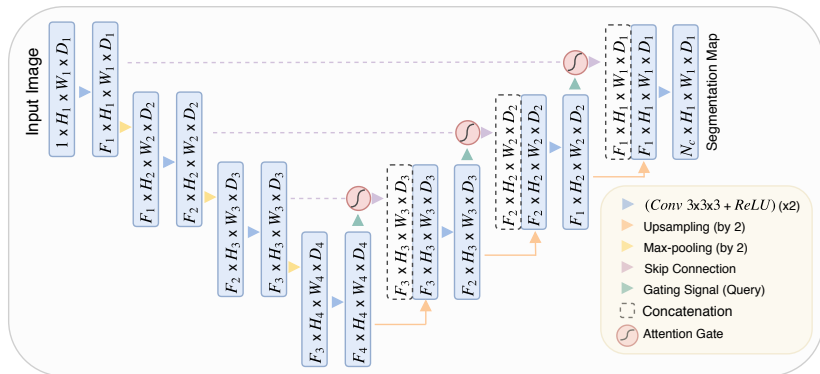 Input Image
1 x H₁ x W₁ x D₁
F₁ x H₁ x W₁ x D₁
F₁ x H₂ x W₂ x D₂
F₂ x H₂ x W₂ x D₂
F₂ x H₃ x W₃ x D₃
F₃ x H₃ x W₃ x D₃
F₃ x H₄ x W₄ x D₄
F₄ x H₄ x W₄ x D₄
F₃ x H₃ x W₃ x D₃
F₃ x H₃ x W₃ x D₃
F₂ x H₃ x W₃ x D₃
F₂ x H₂ x W₂ x D₂
F₂ x H₂ x W₂ x D₂
F₁ x H₂ x W₂ x D₂
F₁ x H₁ x W₁ x D₁
F₁ x H₁ x W₁ x D₁
N_c x H₁ x W₁ x D₁
Segmentation Map
(Conv 3x3x3 + ReLU) (x2)
Upsampling (by 2)
Max-pooling (by 2)
Skip Connection
Gating Signal (Query)
Concatenation
Attention Gate